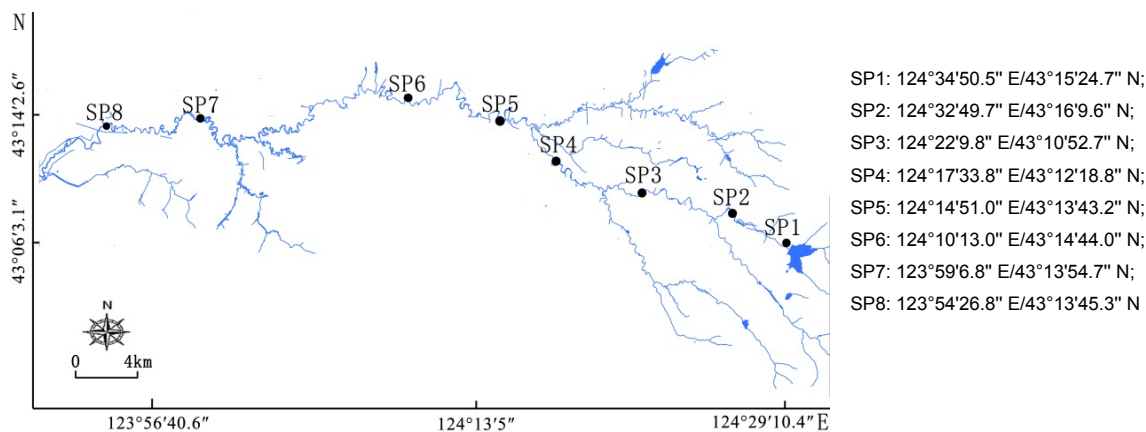 N
43°14'2.6"
43°06'3.1"
SP8
SP7
SP6
SP5
SP4
SP3
SP2
SP1
N
0 4km
123°56'40.6"
124°13'5"
124°29'10.4"E
SP1: 124°34'50.5" E/43°15'24.7" N;
SP2: 124°32'49.7" E/43°16'9.6" N;
SP3: 124°22'9.8" E/43°10'52.7" N;
SP4: 124°17'33.8" E/43°12'18.8" N;
SP5: 124°14'51.0" E/43°13'43.2" N;
SP6: 124°10'13.0" E/43°14'44.0" N;
SP7: 123°59'6.8" E/43°13'54.7" N;
SP8: 123°54'26.8" E/43°13'45.3" N